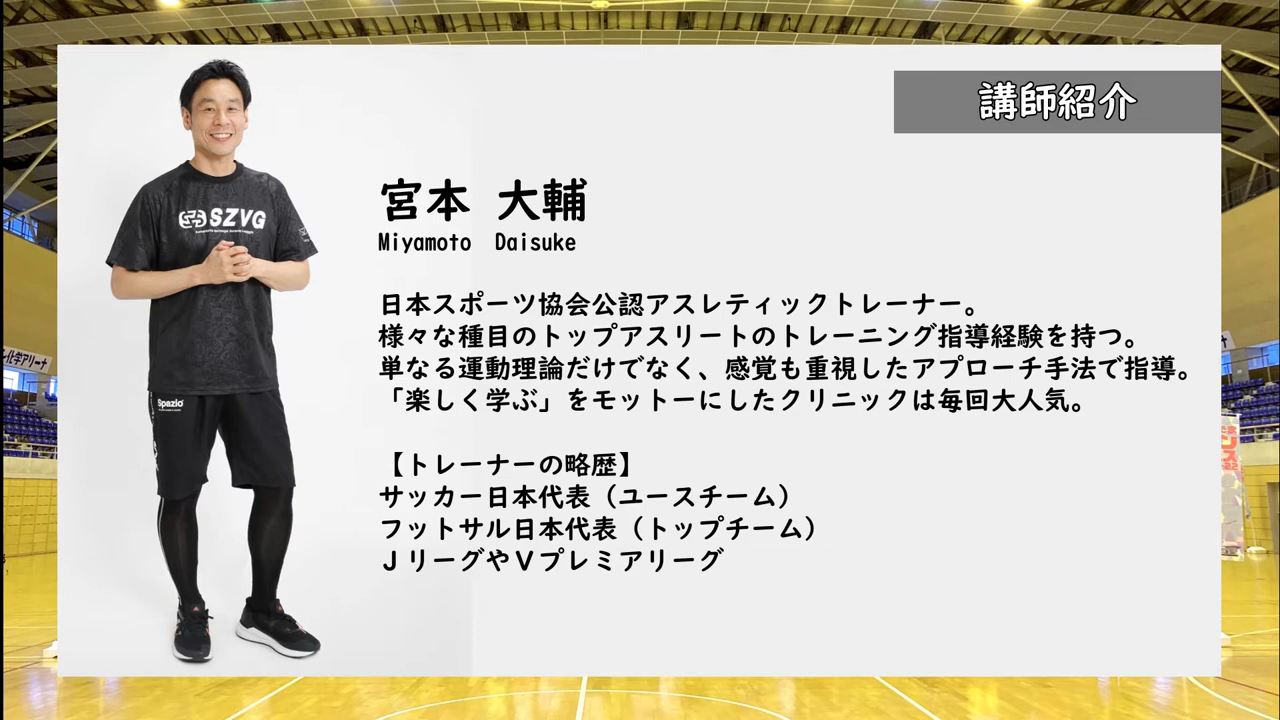 講師紹介
宮本 大輔
Miyamoto Daisuke
日本スポーツ協会公認アスレティックトレーナー。
様々な種目のトップアスリートのトレーニング指導経験を持つ。
単なる運動理論だけでなく、感覚も重視したアプローチ手法で指導。
「楽しく学ぶ」をモットーにしたクリニックは毎回大人気。
【トレーナーの略歴】
サッカー日本代表（ユースチーム）
フットサル日本代表（トップチーム）
ＪリーグやＶプレミアリーグ
SZVG
Spazio
化学アリーナ